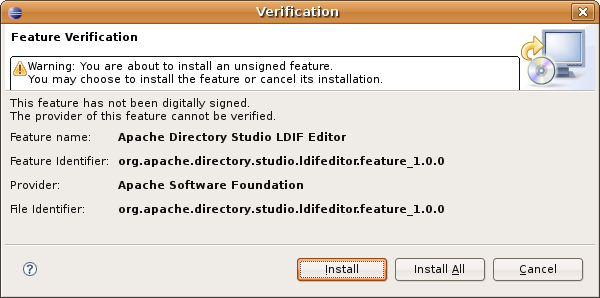 Verification
Feature Verification
Warning: You are about to install an unsigned feature.
You may choose to install the feature or cancel its installation.
This feature has not been digitally signed.
The provider of this feature cannot be verified.
Feature name: Apache Directory Studio LDIF Editor
Feature Identifier: org.apache.directory.studio.ldifeditor.feature_1.0.0
Provider: Apache Software Foundation
File Identifier: org.apache.directory.studio.ldifeditor.feature_1.0.0
? Install Install All Cancel